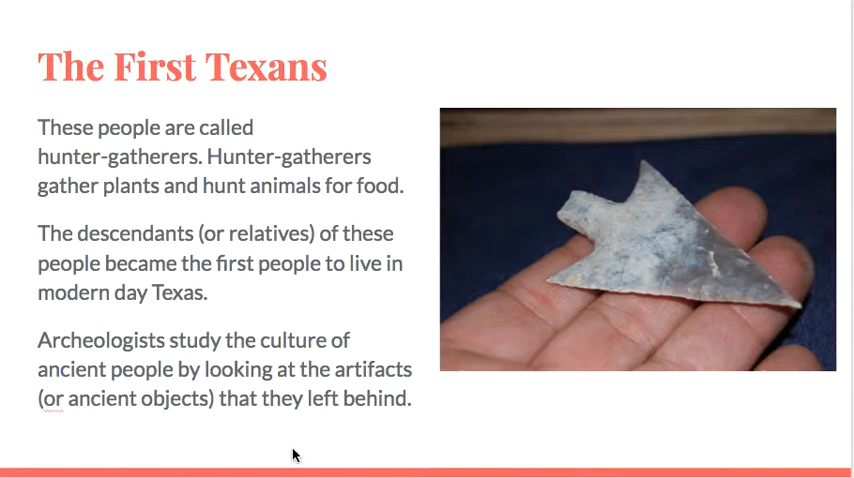 The First Texans
These people are called
hunter-gatherers. Hunter-gatherers
gather plants and hunt animals for food.
The descendants (or relatives) of these
people became the first people to live in
modern day Texas.
Archeologists study the culture of
ancient people by looking at the artifacts
(or ancient objects) that they left behind.